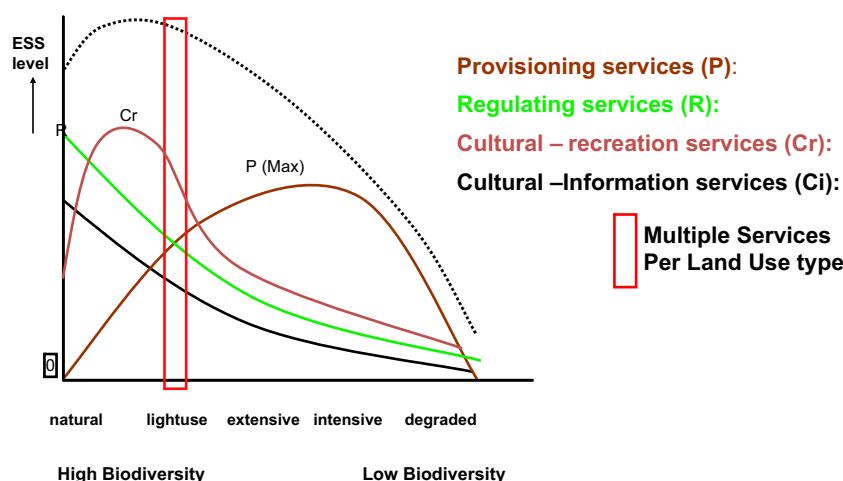 ESS
level
R
Cr
P (Max)
0
natural lightuse extensive intensive degraded
High Biodiversity Low Biodiversity
Provisioning services (P):
Regulating services (R):
Cultural – recreation services (Cr):
Cultural –Information services (Ci):
Multiple Services
Per Land Use type